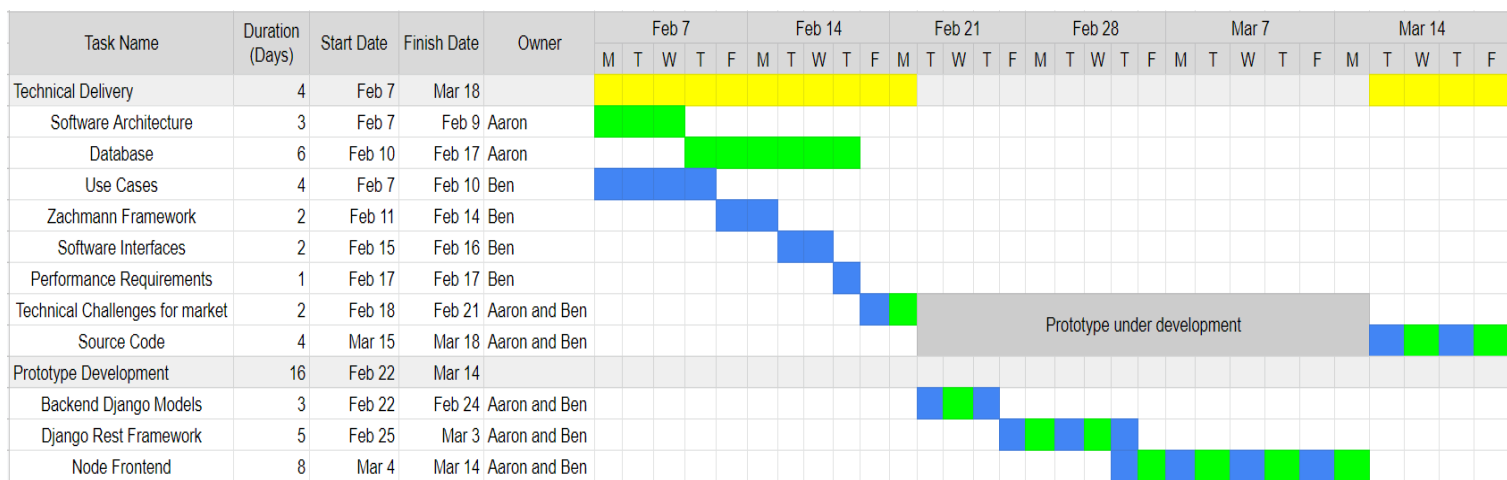 Task Name Duration (Days) Start Date Finish Date Owner Feb 7 Feb 14 Feb 21 Feb 28 Mar 7 Mar 14
M T W T F M T W T F M T W T F M T W T F M T W T F M T W T F
Technical Delivery 4 Feb 7 Mar 18
Software Architecture 3 Feb 7 Feb 9 Aaron
Database 6 Feb 10 Feb 17 Aaron
Use Cases 4 Feb 7 Feb 10 Ben
Zachmann Framework 2 Feb 11 Feb 14 Ben
Software Interfaces 2 Feb 15 Feb 16 Ben
Performance Requirements 1 Feb 17 Feb 17 Ben
Technical Challenges for market 2 Feb 18 Feb 21 Aaron and Ben
Prototype under development
Source Code 4 Mar 15 Mar 18 Aaron and Ben
Prototype Development 16 Feb 22 Mar 14
Backend Django Models 3 Feb 22 Feb 24 Aaron and Ben
Django Rest Framework 5 Feb 25 Mar 3 Aaron and Ben
Node Frontend 8 Mar 4 Mar 14 Aaron and Ben